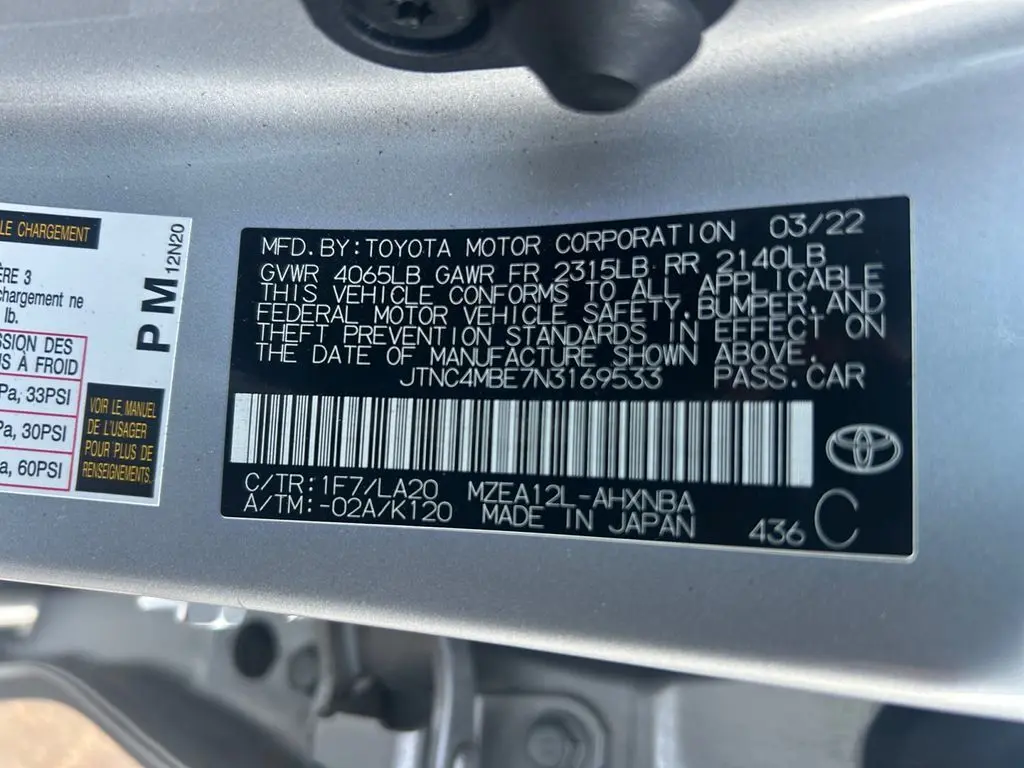 LE CHARGEMENT
ÈRE 3
chargement ne
lb.
SSION DES
S À FROID
Pa, 33PSI
Pa, 30PSI
a, 60PSI
PM
12N20
VOIR LE MANUEL
DE L'USAGER
POUR PLUS DE
RENSEIGNEMENTS.
MFD. BY: TOYOTA MOTOR CORPORATION 03/22
GVWR 4065LB GAWR FR 2315LB RR 2140LB
THIS VEHICLE CONFORMS TO ALL APPLICABLE
FEDERAL MOTOR VEHICLE SAFETY, BUMPER, AND
THEFT PREVENTION STANDARDS IN EFFECT ON
THE DATE OF MANUFACTURE SHOWN ABOVE.
JTNC4MBE7N3169533 PASS. CAR
C/TR: 1F7/LA20 MZEA12L-AHXNBA
A/TM: -02A/K120 MADE IN JAPAN 436 C